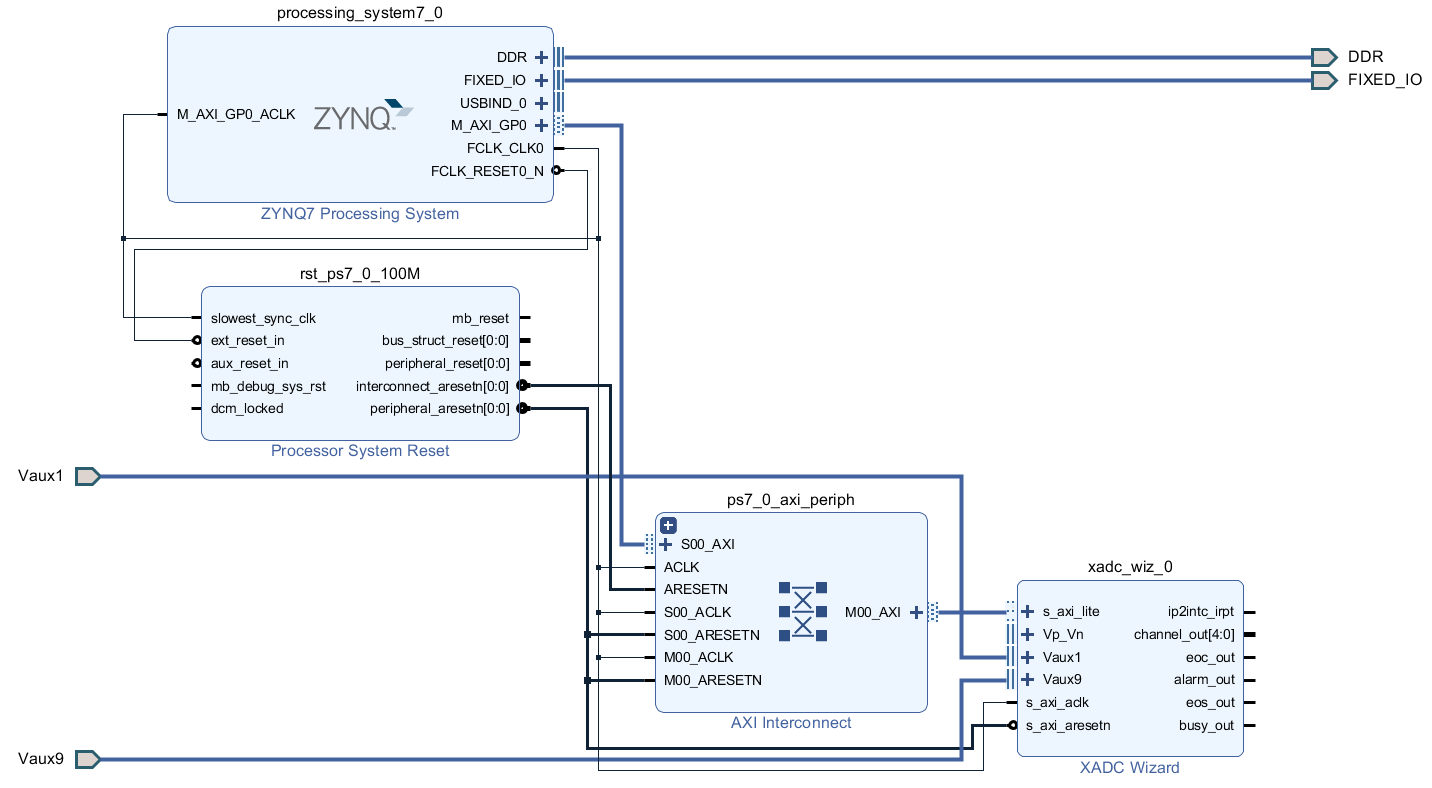 processing_system7_0
DDR
FIXED_IO
USBIND_0
M_AXI_GP0_ACLK
ZYNQ
M_AXI_GP0
FCLK_CLK0
FCLK_RESET0_N
ZYNQ7 Processing System
DDR
FIXED_IO
rst_ps7_0_100M
slowest_sync_clk
mb_reset
ext_reset_in
bus_struct_reset[0:0]
aux_reset_in
peripheral_reset[0:0]
mb_debug_sys_rst
interconnect_aresetn[0:0]
dcm_locked
peripheral_aresetn[0:0]
Processor System Reset
Vaux1
ps7_0_axi_periph
S00_AXI
ACLK
ARESETN
S00_ACLK
M00_AXI
S00_ARESETN
M00_ACLK
M00_ARESETN
AXI Interconnect
xadc_wiz_0
s_axi_lite
ip2intc_irpt
Vp_Vn
channel_out[4:0]
Vaux1
eoc_out
Vaux9
alarm_out
s_axi_aclk
eos_out
s_axi_aresetn
busy_out
XADC Wizard
Vaux9